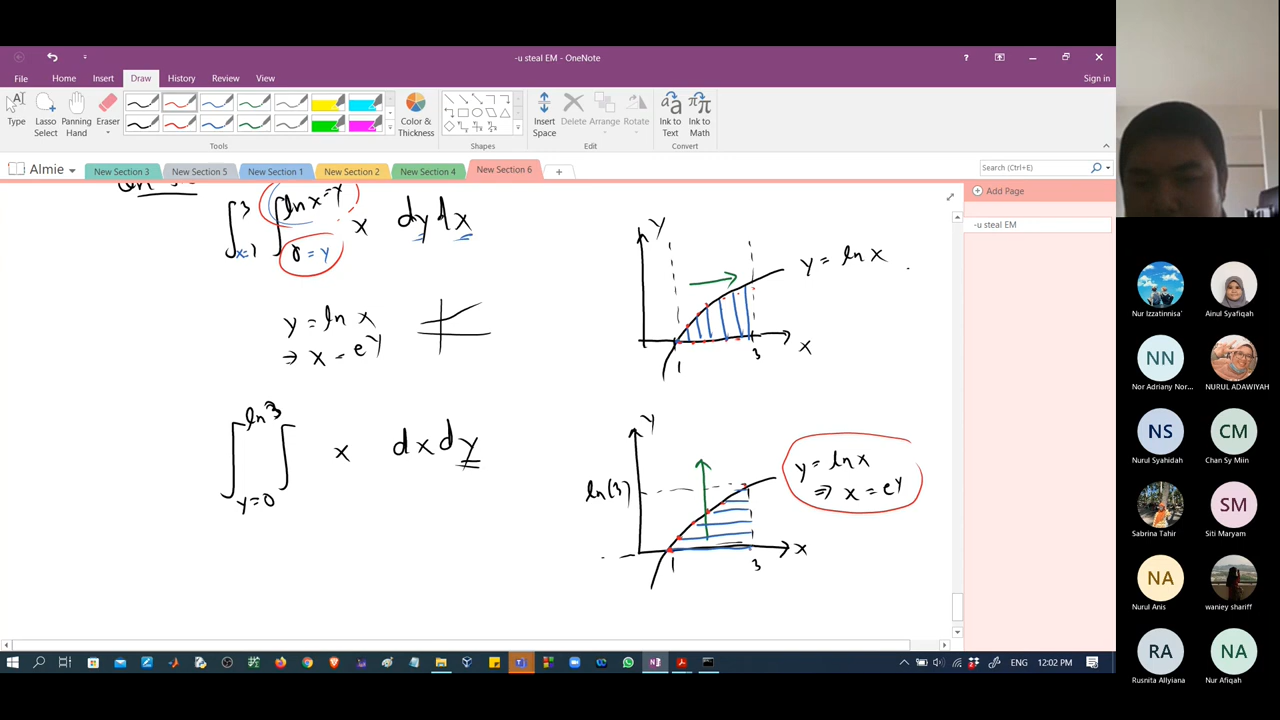 -u steal EM - OneNote
File Home Insert Draw History Review View
Sign in
Type
Lasso Select
Panning Hand
Eraser
Tools
Color & Thickness
Shapes
Insert Space
Delete
Arrange
Rotate
Edit
Ink to Text
Ink to Math
Convert
Almie
New Section 3
New Section 5
New Section 1
New Section 2
New Section 4
New Section 6
Search (Ctrl+E)
Add Page
-u steal EM
∫ 3 x=1 ∫ ln x = y 0 = y x dy dx
y = ln x
⇒ x = e^y
y
y = ln x
1
3
x
∫ ln 3 y=0 ∫ x dx dy
y
ln(3)
y = ln x
⇒ x = e^y
1
3
x
Nur Izzatinnisa'
Ainul Syafiqah
NN
Nor Adriany Nor...
NURUL ADAWIYAH
NS
Nurul Syahidah
CM
Chan Sy Miin
Sabrina Tahir
SM
Siti Maryam
NA
Nurul Anis
waniey shariff
RA
Rusnita Allyiana
NA
Nur Afiqah
ENG
12:02 PM